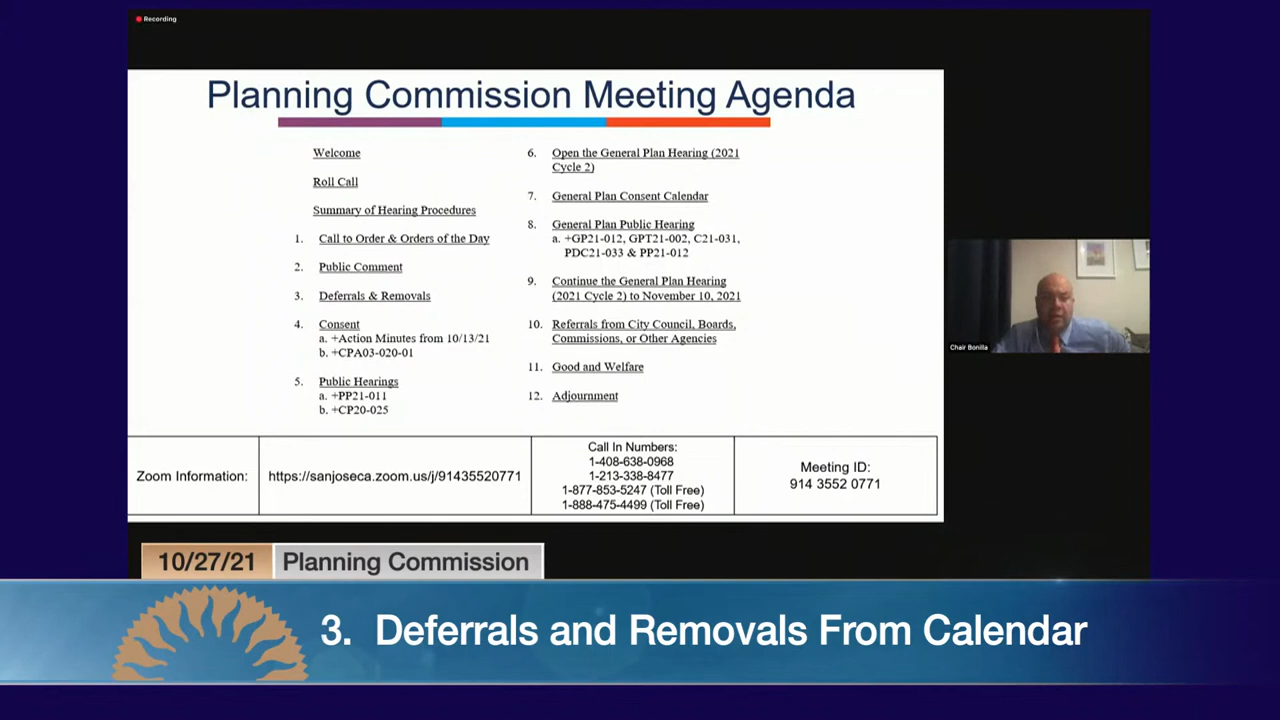 Recording
Planning Commission Meeting Agenda
Welcome
Roll Call
Summary of Hearing Procedures
1. Call to Order & Orders of the Day
2. Public Comment
3. Deferrals & Removals
4. Consent
a. +Action Minutes from 10/13/21
b. +CPA03-020-01
5. Public Hearings
a. +PP21-011
b. +CP20-025
6. Open the General Plan Hearing (2021
Cycle 2)
7. General Plan Consent Calendar
8. General Plan Public Hearing
a. +GP21-012, GPT21-002, C21-031,
PDC21-033 & PP21-012
9. Continue the General Plan Hearing
(2021 Cycle 2) to November 10, 2021
10. Referrals from City Council, Boards,
Commissions, or Other Agencies
11. Good and Welfare
12. Adjournment
Zoom Information:
https://sanjoseca.zoom.us/j/91435520771
Call In Numbers:
1-408-638-0968
1-213-338-8477
1-877-853-5247 (Toll Free)
1-888-475-4499 (Toll Free)
Meeting ID:
914 3552 0771
Chair Bonilla
10/27/21 Planning Commission
3. Deferrals and Removals From Calendar